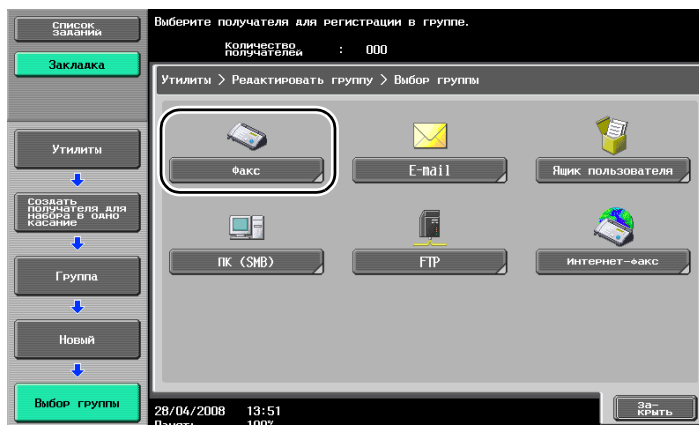 Список
заданий
Закладка
Утилиты
Создать
получателя для
набора в одно
касание
Группа
Новый
Выбор группы
Выберите получателя для регистрации в группе.
Количество
получателей : 000
Утилиты > Редактировать группу > Выбор группы
Факс
E-mail
Ящик пользователя
ПК (SMB)
FTP
Интернет-факс
28/04/2008 13:51
Память 100%
За-
крыть